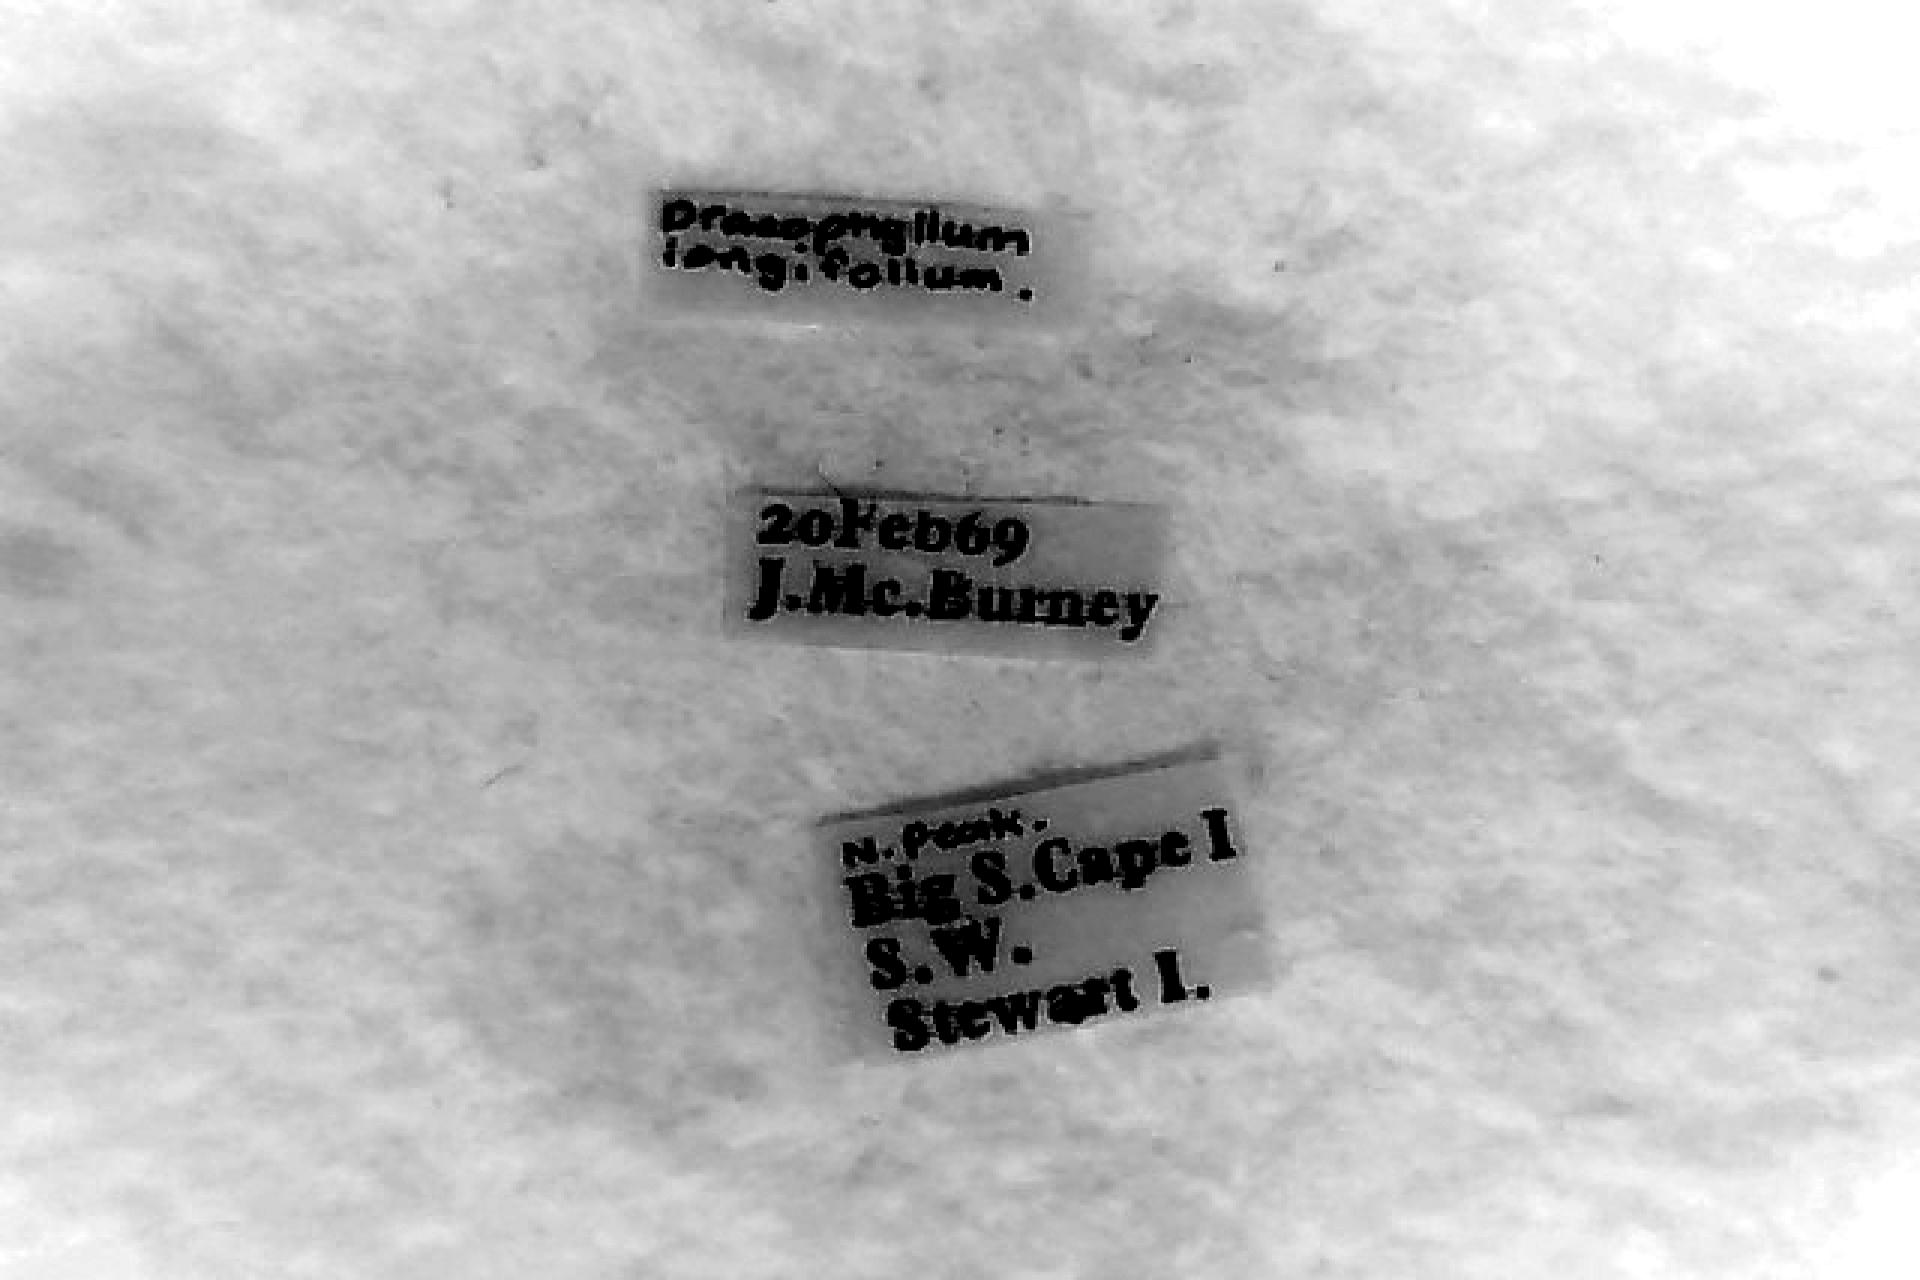 Dracophyllum
longifolium.
20Feb69
J.Mc.Burney
N. Peak.
Big S.Cape I
S.W.
Stewart I.